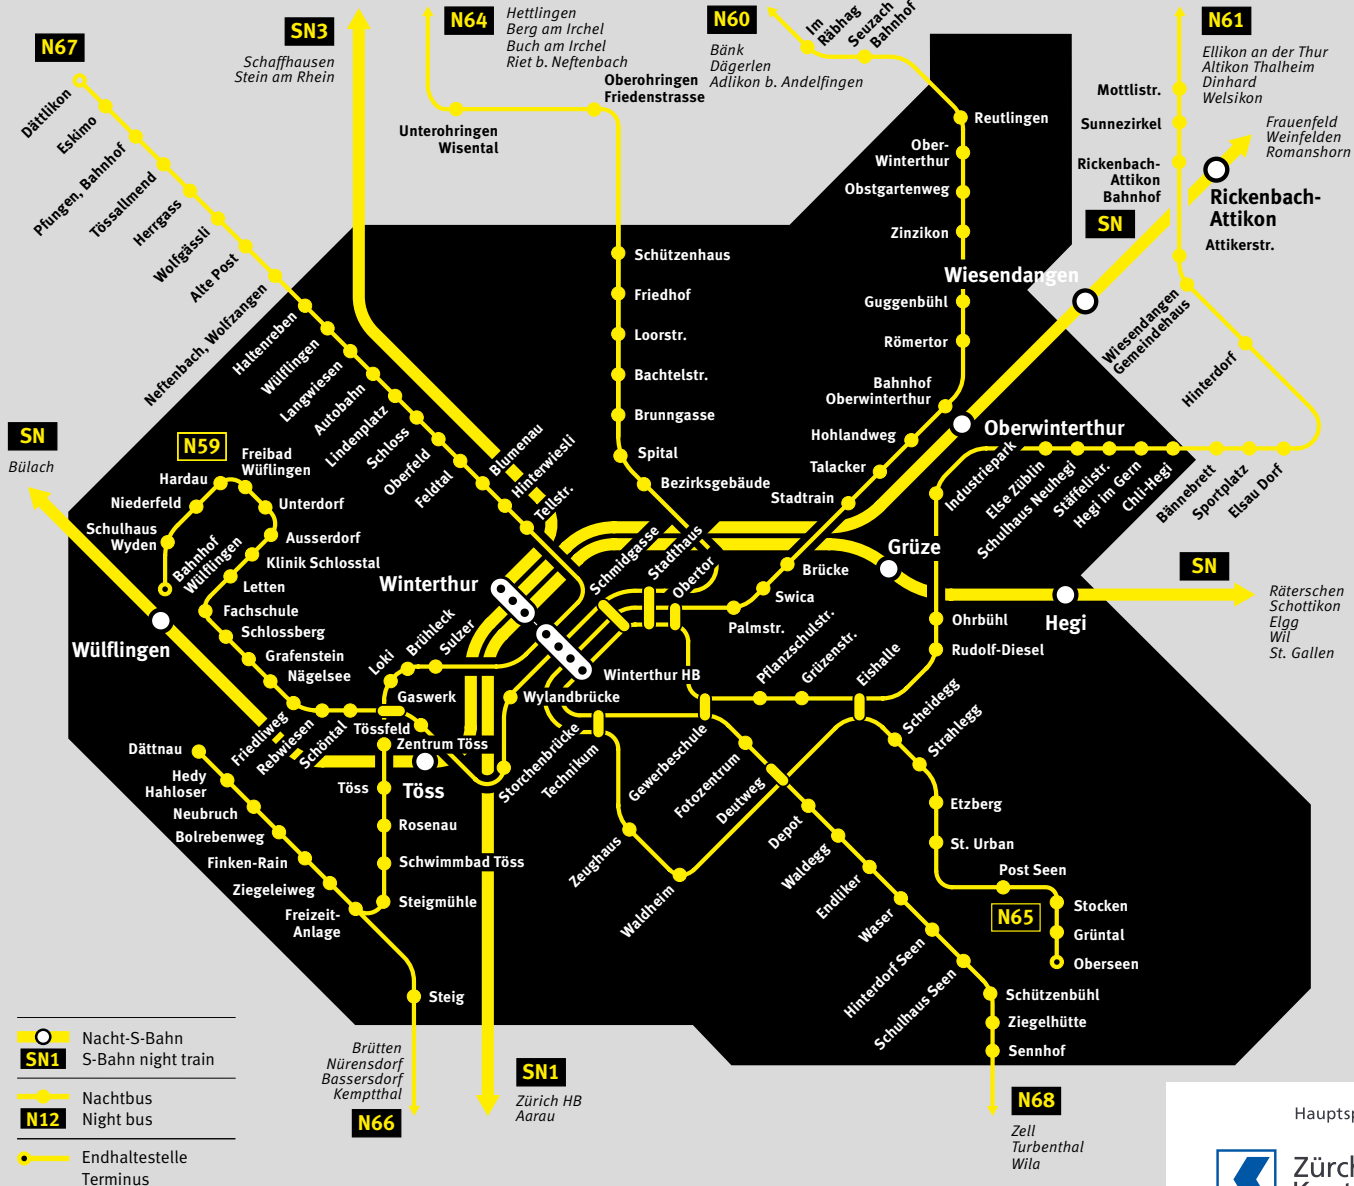 N67
SN3
Schaffhausen
Stein am Rhein
N64
Hettlingen
Berg am Irchel
Buch am Irchel
Riet b. Neftenbach
N60
Bänk
Dägerlen
Adlikon b. Andelfingen
Im
Räbhag
Seuzach
Bahnhof
N61
Ellikon an der Thur
Altikon Thalheim
Dinhard
Welsikon
Frauenfeld
Weinfelden
Romanshorn
Mottlistr.
Sunnezirkel
Rickenbach-
Attikon
Bahnhof
Rickenbach-
Attikon
Attikerstr.
SN
Wiesendangen
Wiesendangen
Gemeindehaus
Hinterdorf
Dättlikon
Eskimo
Pfungen, Bahnhof
Tössallmend
Herrgass
Wolfgässli
Alte Post
Neftenbach, Wolfzangen
Haltenreben
Wülflingen
Langwiesen
Autobahn
Lindenplatz
Schloss
Oberfeld
Feldtal
Blumenau
Hinterwiesli
Tellstr.
Unterohringen
Wisental
Oberohringen
Friedenstrasse
Schützenhaus
Friedhof
Loorstr.
Bachtelstr.
Brunngasse
Spital
Bezirksgebäude
Reutlingen
Ober-
Winterthur
Obstgartenweg
Zinzikon
Guggenbühl
Römertor
Bahnhof
Oberwinterthur
Hohlandweg
Talacker
Stadtrain
Brücke
Swica
Palmstr.
Oberwinterthur
Industriepark
Else Züblin
Schulhaus Neuhegi
Stäffelistr.
Hegi im Gern
Chli-Hegi
Bännebrett
Sportplatz
Elsau Dorf
SN
Bülach
N59
Hardau
Freibad
Wüflingen
Niederfeld
Unterdorf
Schulhaus
Wyden
Ausserdorf
Bahnhof
Wülflingen
Klinik Schlosstal
Letten
Fachschule
Schlossberg
Grafenstein
Nägelsee
Wülflingen
Friedliweg
Rebwiesen
Schöntal
Winterthur
Loki
Brühleck
Sulzer
Gaswerk
Tössfeld
Zentrum Töss
Töss
Töss
Rosenau
Schwimmbad Töss
Steigmühle
Dättnau
Hedy
Hahloser
Neubruch
Bolrebenweg
Finken-Rain
Ziegeleiweg
Freizeit-
Anlage
Steig
Schmidgasse
Stadthaus
Obertor
Winterthur HB
Wylandbrücke
Storchenbrücke
Technikum
Gewerbeschule
Pflanzschulstr.
Grüzenstr.
Eishalle
Grüze
Ohrbühl
Rudolf-Diesel
Hegi
SN
Räterschen
Schottikon
Elgg
Wil
St. Gallen
Scheidegg
Strahlegg
Etzberg
St. Urban
Post Seen
N65
Stocken
Grüntal
Oberseen
Zeughaus
Waldheim
Fotozentrum
Deutweg
Depot
Waldegg
Endliker
Waser
Hinterdorf Seen
Schulhaus Seen
Schützenbühl
Ziegelhütte
Sennhof
N68
Zell
Turbenthal
Wila
Brütten
Nürensdorf
Bassersdorf
Kemptthal
N66
SN1
Zürich HB
Aarau
Nacht-S-Bahn
SN1 S-Bahn night train
Nachtbus
N12 Night bus
Endhaltestelle
Terminus